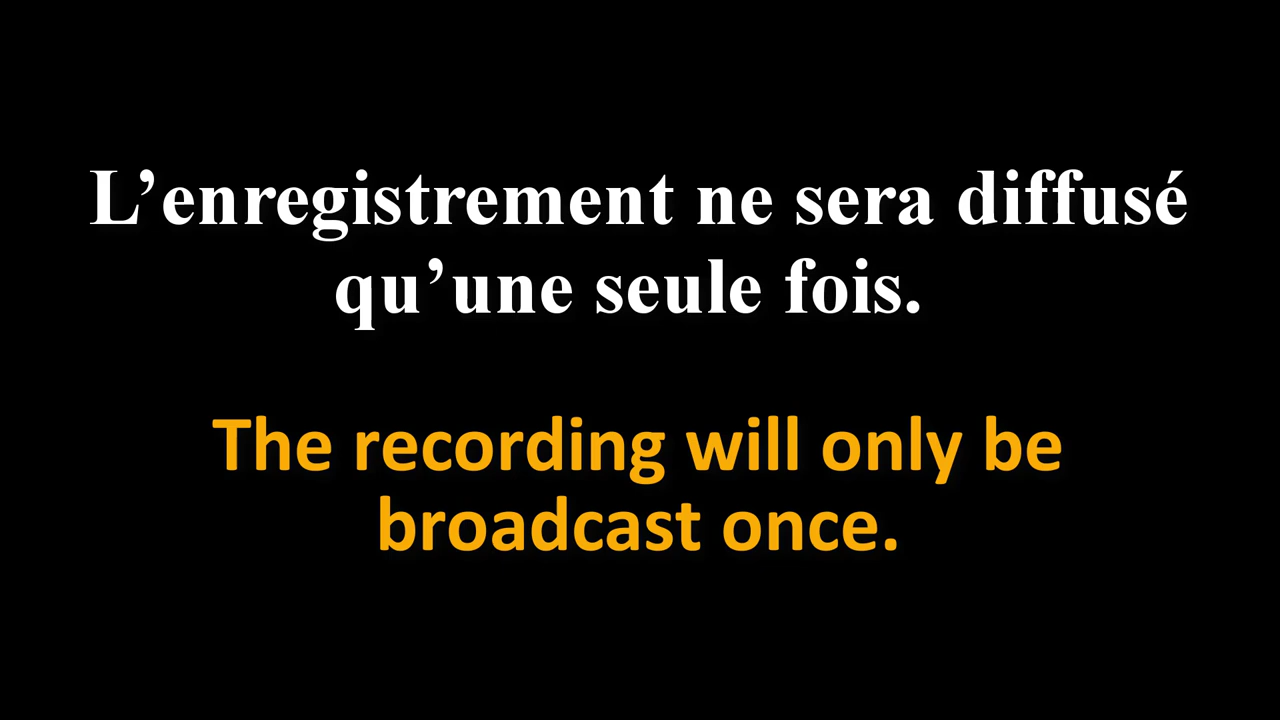 L’enregistrement ne sera diffusé
qu’une seule fois.
The recording will only be
broadcast once.